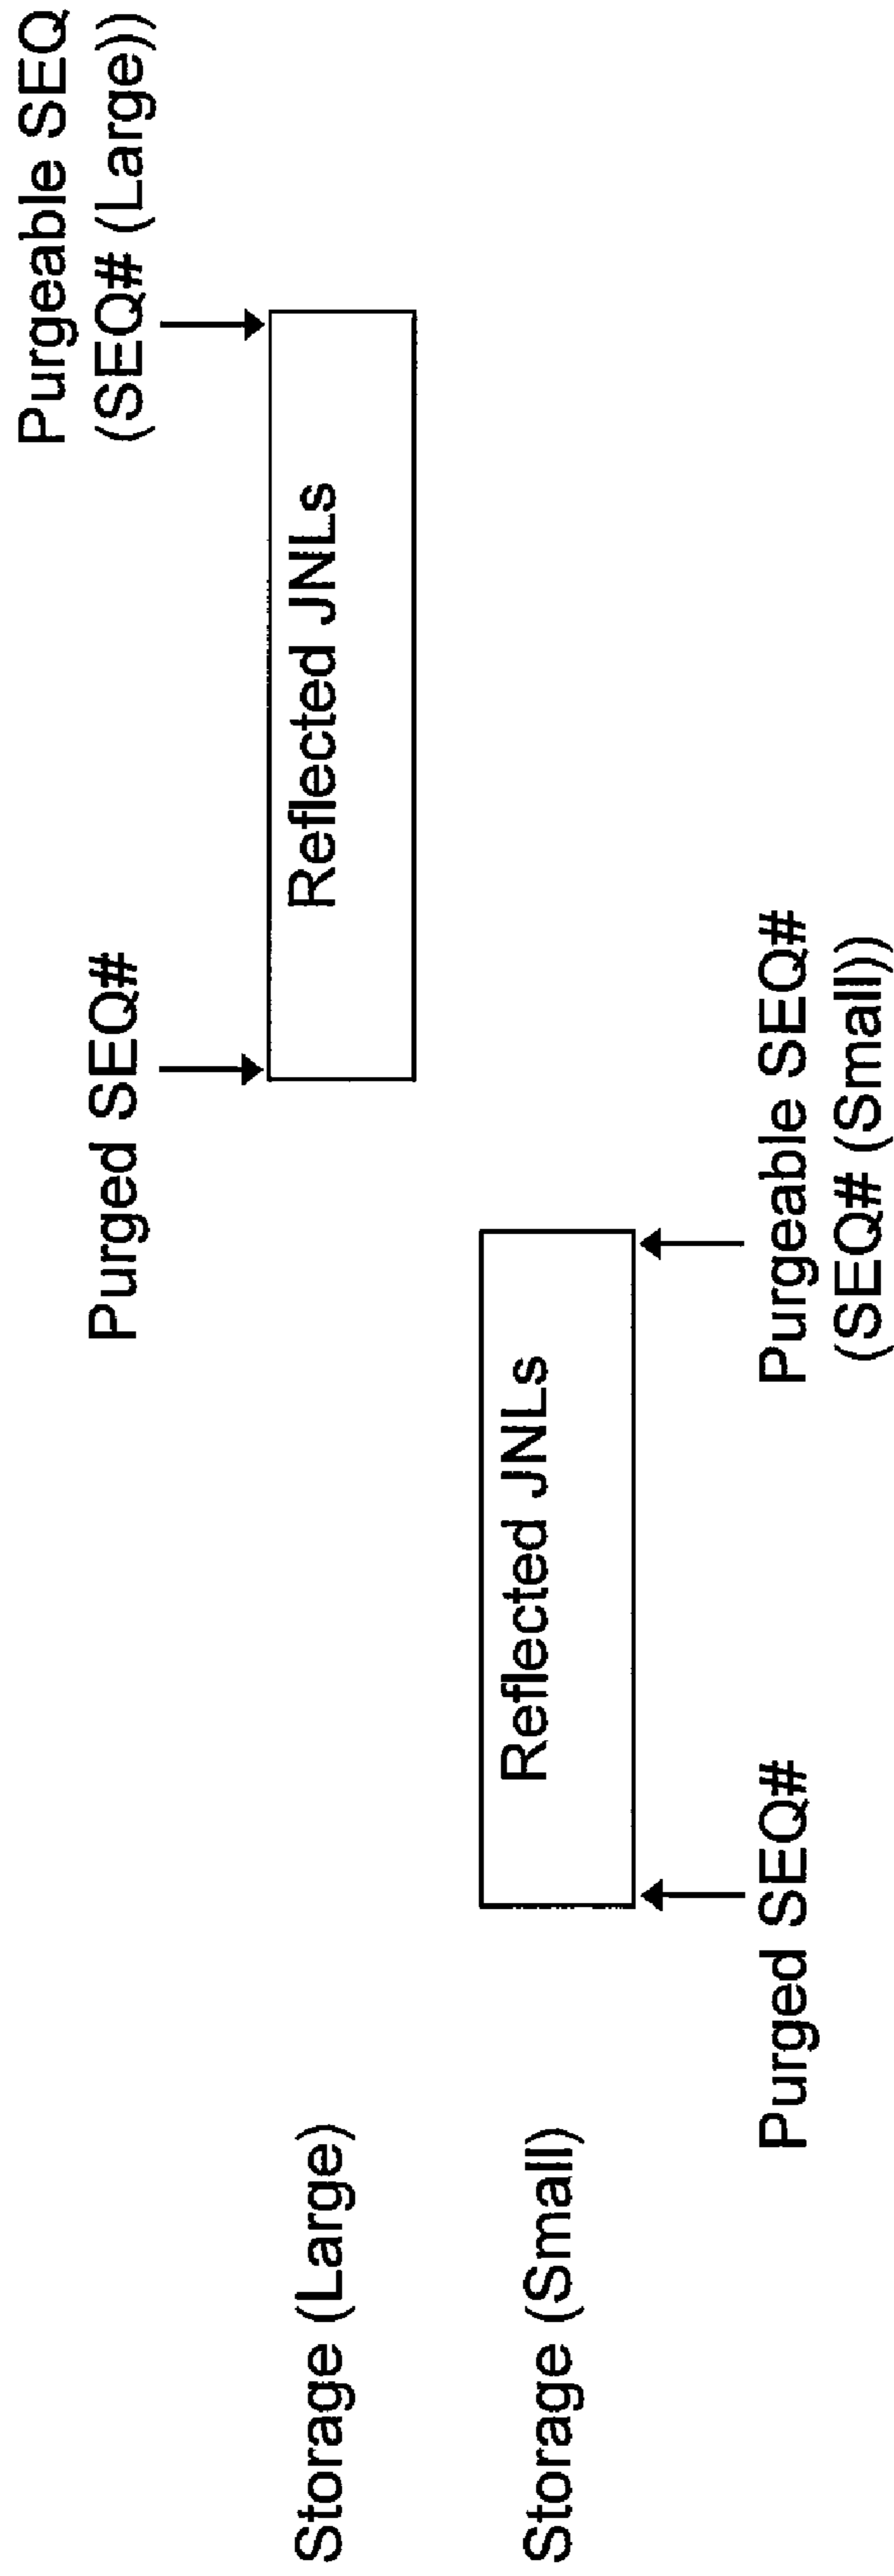 Purgeable SEQ
(SEQ# (Large))
Purged SEQ#
Storage (Large)
Reflected JNLs
Storage (Small)
Reflected JNLs
Purged SEQ#
Purgeable SEQ#
(SEQ# (Small))